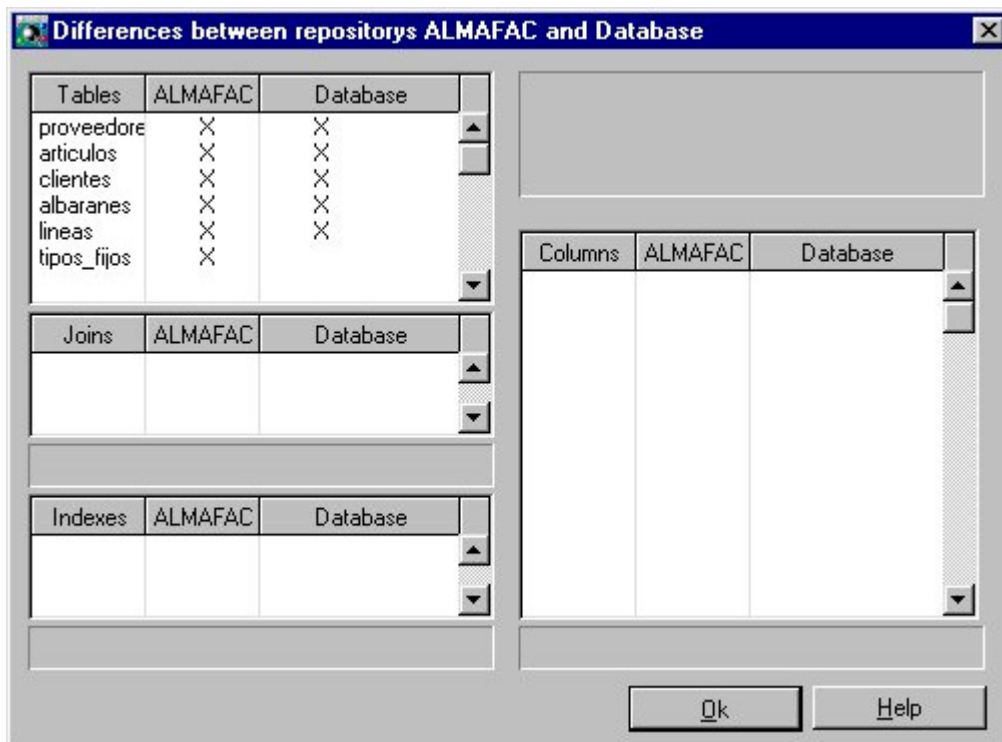 Differences between repositorys ALMAFAC and Database
Tables ALMAFAC Database
proveedore X X
articulos X X
clientes X X
albaranes X X
lineas X X
tipos_fijos X
Joins ALMAFAC Database
Indexes ALMAFAC Database
Columns ALMAFAC Database
Ok Help